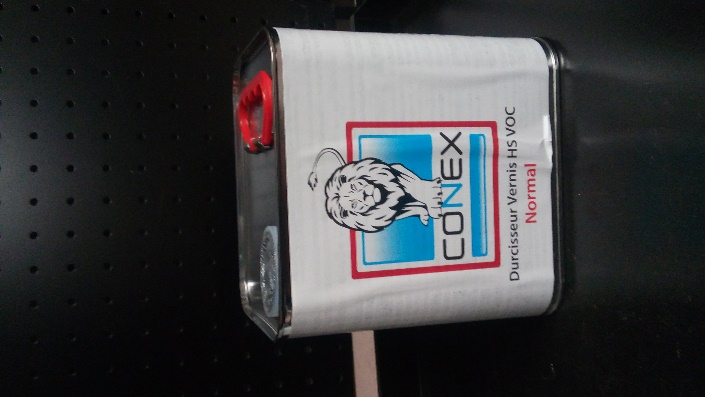 CONEX
Durcisseur Vernis HS VOC
Normal